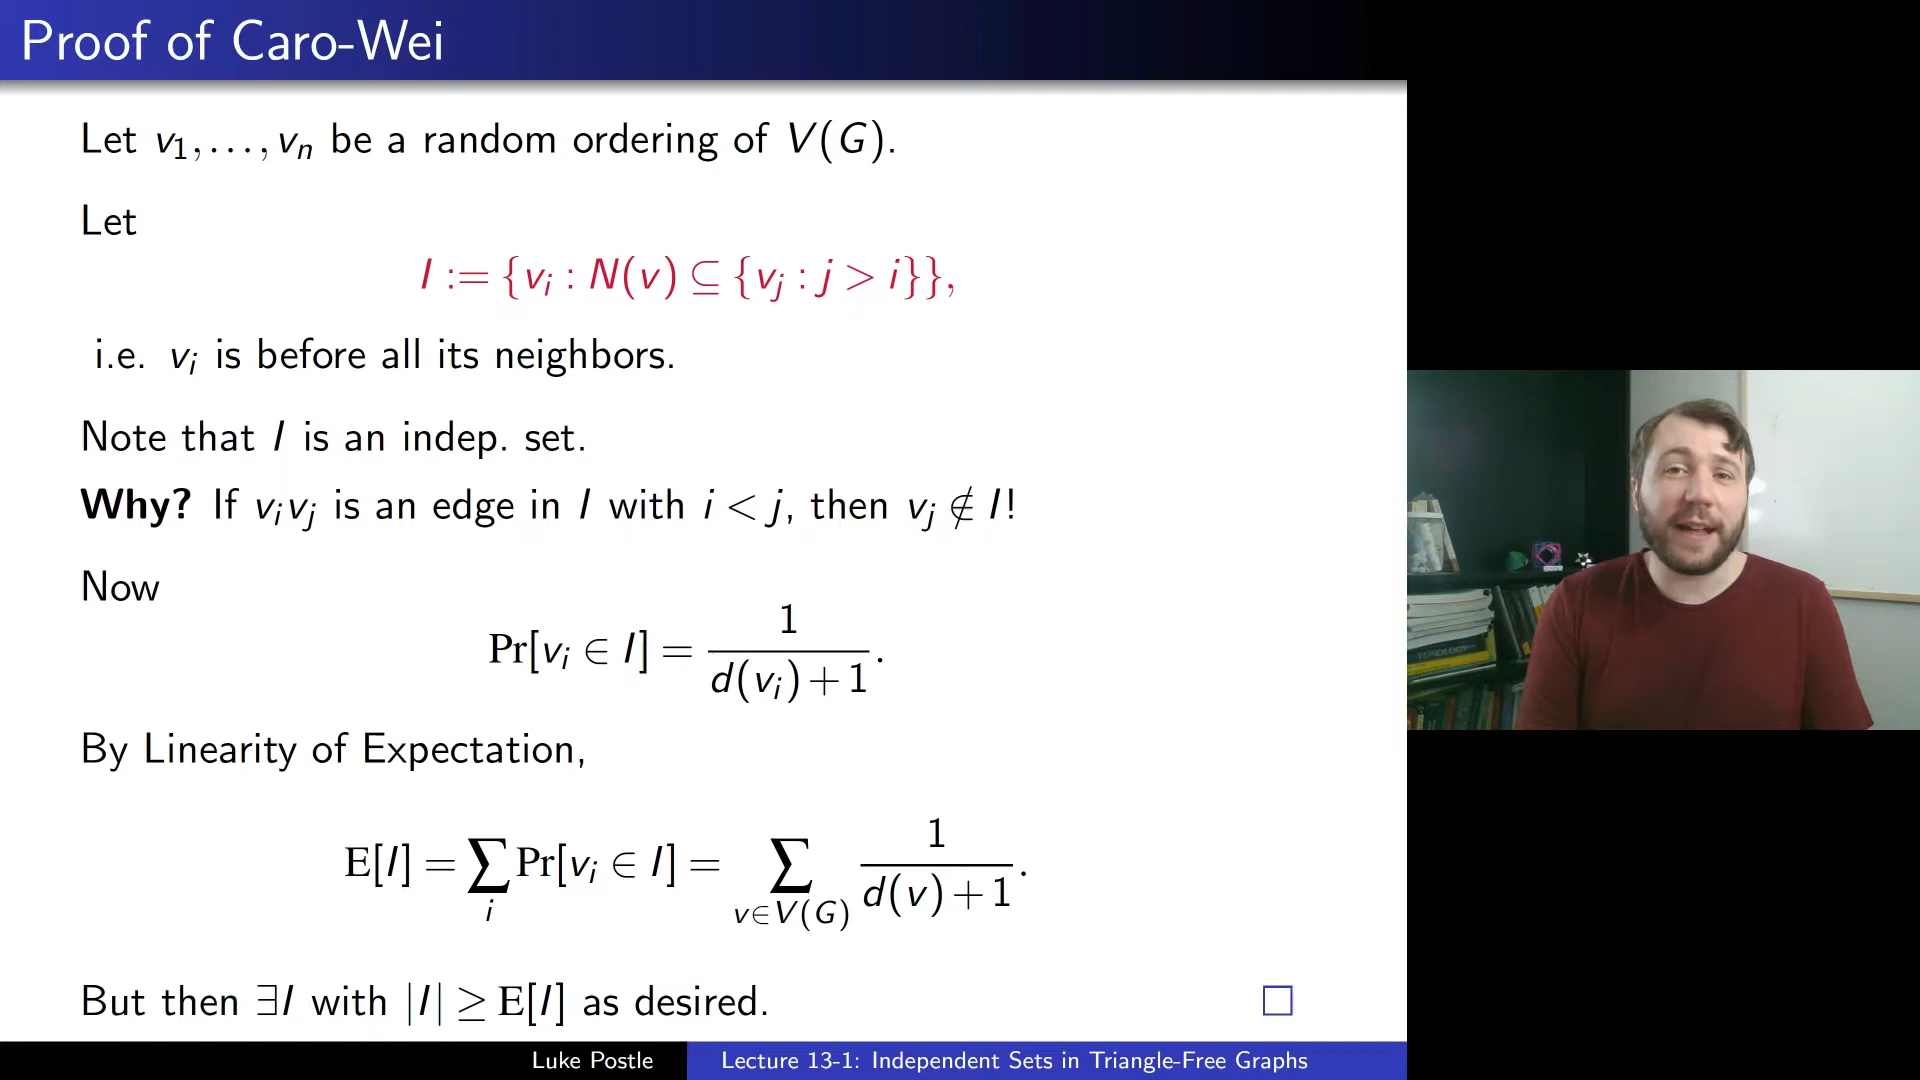 Proof of Caro-Wei
Let v₁,...,vₙ be a random ordering of V(G).
Let
I := {vᵢ : N(v) ⊆ {vⱼ : j > i}},
i.e. vᵢ is before all its neighbors.
Note that I is an indep. set.
Why? If vᵢvⱼ is an edge in I with i < j, then vⱼ ∉ I!
Now
Pr[vᵢ ∈ I] = 1/(d(vᵢ)+1).
By Linearity of Expectation,
E[I] = ∑ᵢ Pr[vᵢ ∈ I] = ∑_{v∈V(G)} 1/(d(v)+1).
But then ∃I with |I| ≥ E[I] as desired. □
Luke Postle
Lecture 13-1: Independent Sets in Triangle-Free Graphs